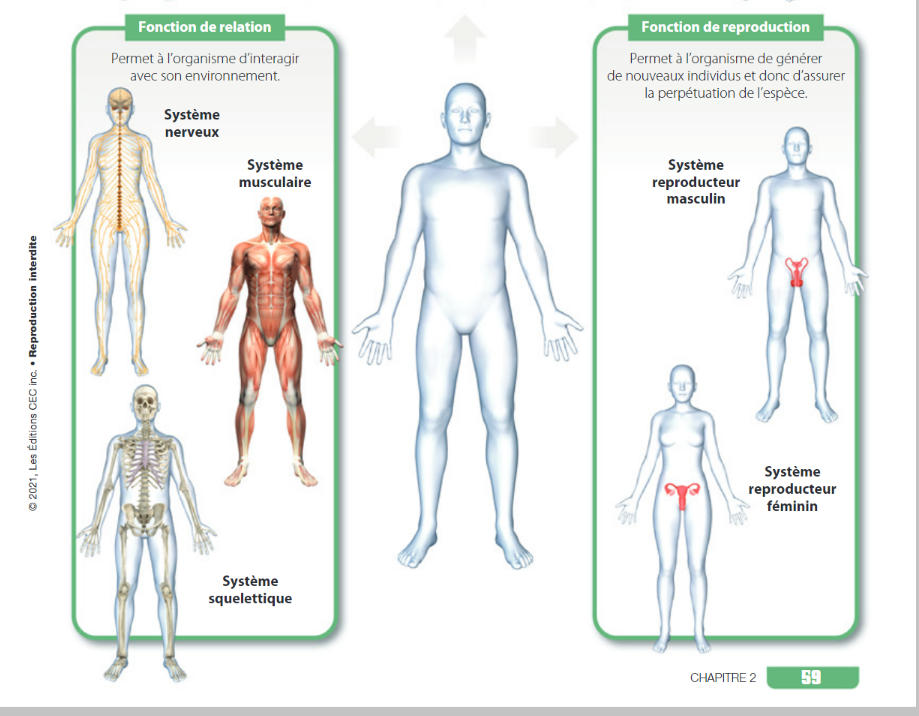 Fonction de relation
Permet à l'organisme d'interagir
avec son environnement.
Système
nerveux
Système
musculaire
Système
squelettique
Fonction de reproduction
Permet à l'organisme de générer
de nouveaux individus et donc d'assurer
la perpétuation de l'espèce.
Système
reproducteur
masculin
Système
reproducteur
féminin
© 2021, Les Éditions CEC inc. • Reproduction interdite
CHAPITRE 2 59